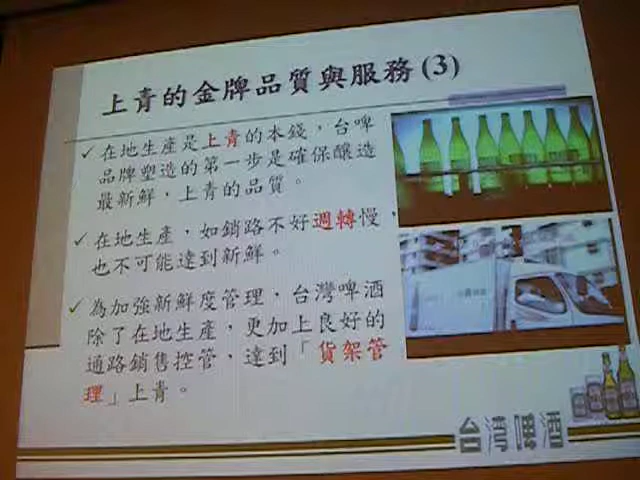 上青的金牌品質與服務(3)
✓ 在地生產是上青的本錢，台啤
品牌塑造的第一步是確保釀造
最新鮮，上青的品質。
✓ 在地生產，如銷路不好週轉慢，
也不可能達到新鮮。
✓ 為加強新鮮度管理，台灣啤酒
除了在地生產，更加上良好的
通路銷售控管，達到「貨架管
理」上青。
台灣啤酒